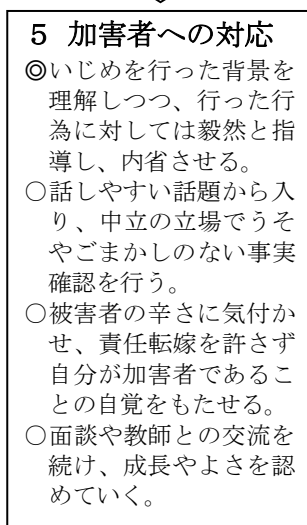 5 加害者への対応
◎いじめを行った背景を
理解しつつ、行った行
為に対しては毅然と指
導し、内省させる。
○話しやすい話題から入
り、中立の立場でうそ
やごまかしのない事実
確認を行う。
○被害者の辛さに気付か
せ、責任転嫁を許さず
自分が加害者であるこ
との自覚をもたせる。
○面談や教師との交流を
続け、成長やよさを認
めていく。